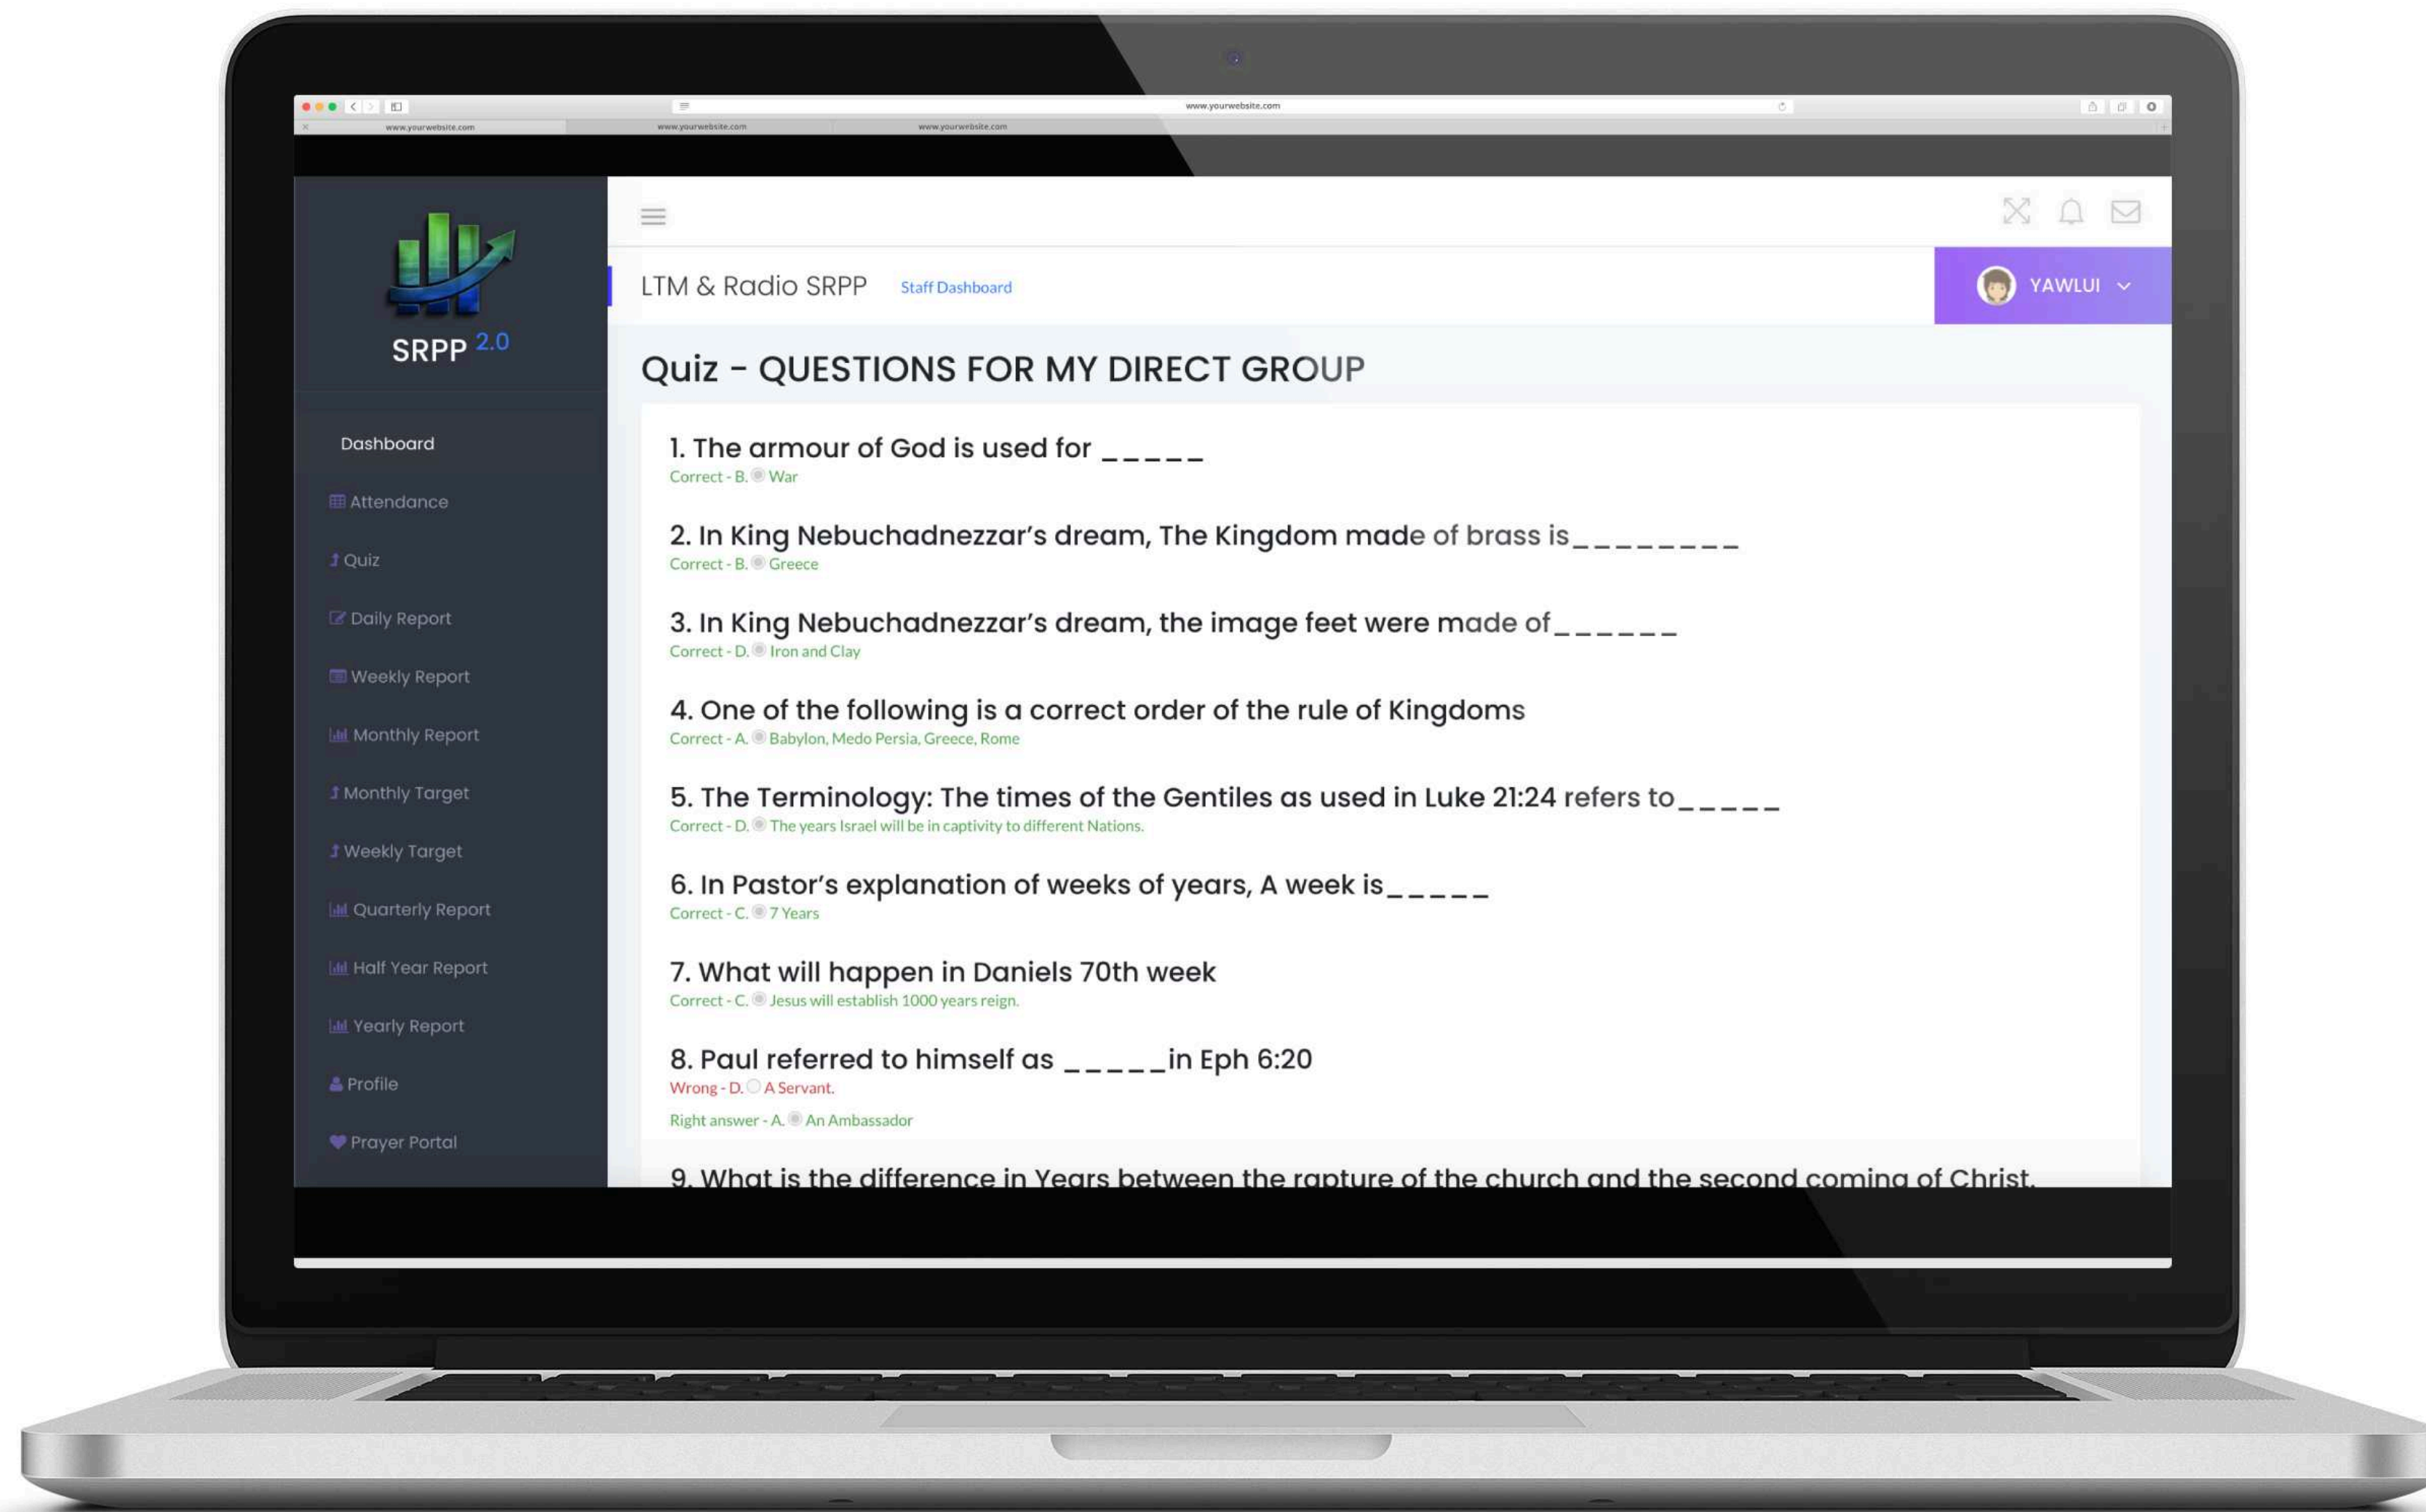 www.yourwebsite.com
www.yourwebsite.com www.yourwebsite.com www.yourwebsite.com
SRPP 2.0
Dashboard
Attendance
Quiz
Daily Report
Weekly Report
Monthly Report
Monthly Target
Weekly Target
Quarterly Report
Half Year Report
Yearly Report
Profile
Prayer Portal
LTM & Radio SRPP Staff Dashboard
YAWLUI
Quiz - QUESTIONS FOR MY DIRECT GROUP
1. The armour of God is used for _____
Correct - B. War
2. In King Nebuchadnezzar's dream, The Kingdom made of brass is________
Correct - B. Greece
3. In King Nebuchadnezzar's dream, the image feet were made of______
Correct - D. Iron and Clay
4. One of the following is a correct order of the rule of Kingdoms
Correct - A. Babylon, Medo Persia, Greece, Rome
5. The Terminology: The times of the Gentiles as used in Luke 21:24 refers to_____
Correct - D. The years Israel will be in captivity to different Nations.
6. In Pastor's explanation of weeks of years, A week is_____
Correct - C. 7 Years
7. What will happen in Daniels 70th week
Correct - C. Jesus will establish 1000 years reign.
8. Paul referred to himself as _____in Eph 6:20
Wrong - D. A Servant.
Right answer - A. An Ambassador
9. What is the difference in Years between the rapture of the church and the second coming of Christ.